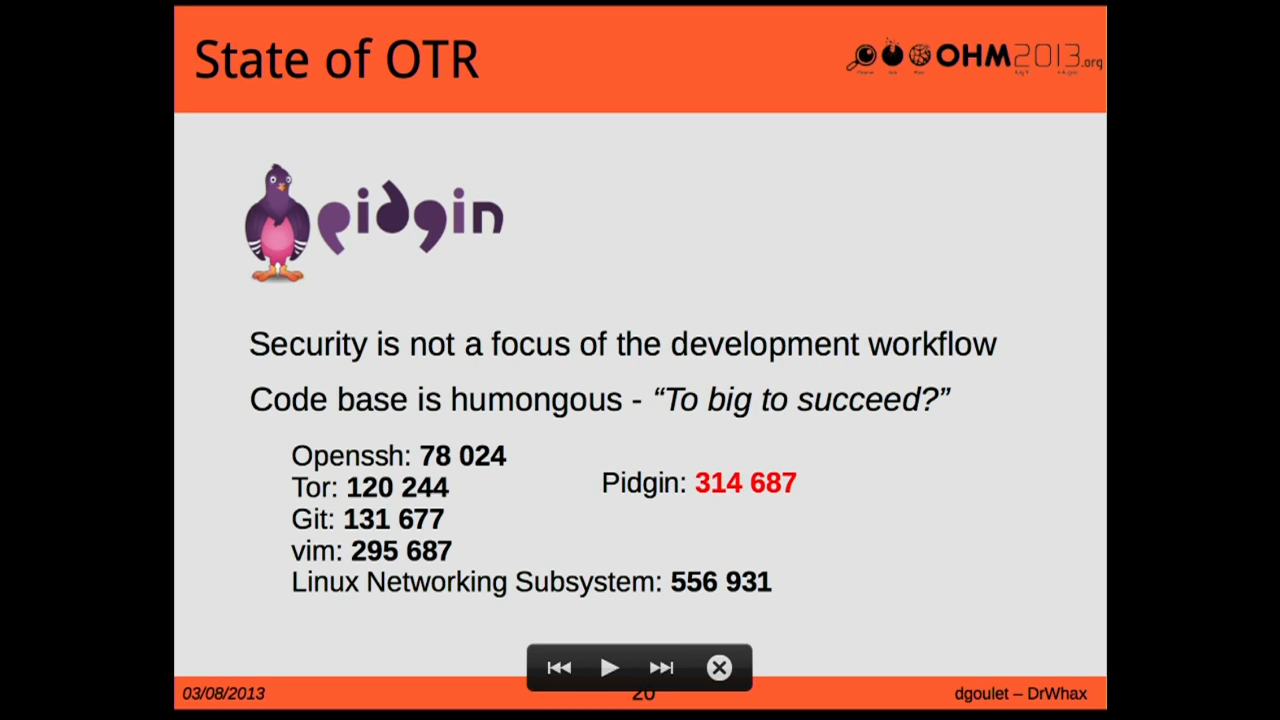 State of OTR
OHM2013.org
pidgin
Security is not a focus of the development workflow
Code base is humongous - “To big to succeed?”
Openssh: 78 024
Tor: 120 244
Git: 131 677
vim: 295 687
Linux Networking Subsystem: 556 931
Pidgin: 314 687
03/08/2013
20
dgoulet – DrWhax